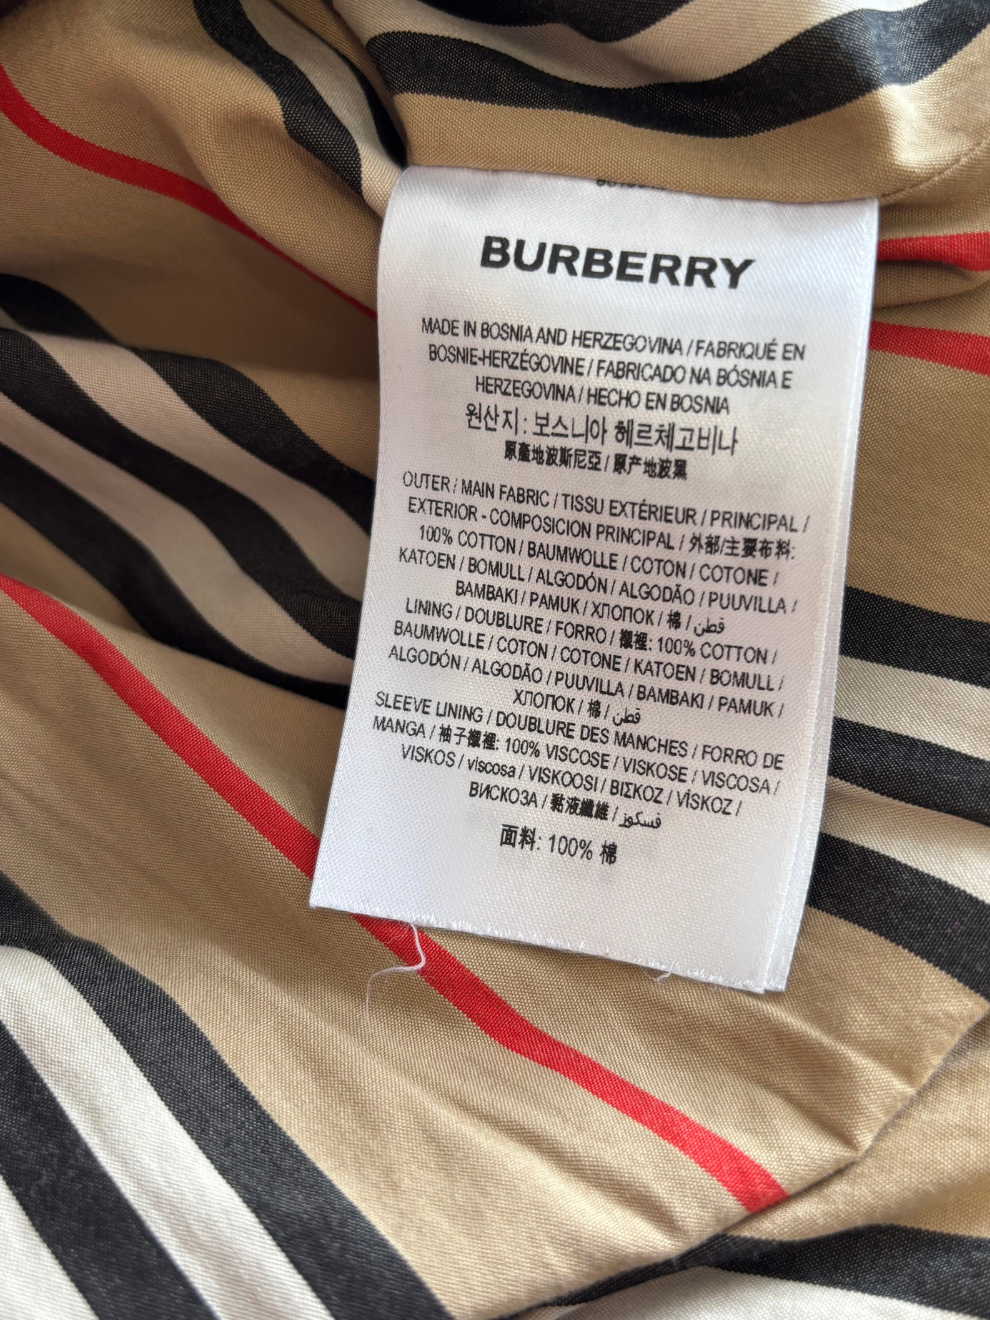 BURBERRY
MADE IN BOSNIA AND HERZEGOVINA / FABRIQUÉ EN
BOSNIE-HERZÉGOVINE / FABRICADO NA BÓSNIA E
HERZEGOVINA / HECHO EN BOSNIA
원산지 : 보스니아 헤르체고비나
原產地波斯尼亞 / 原产地波黑
OUTER / MAIN FABRIC / TISSU EXTÉRIEUR / PRINCIPAL /
EXTERIOR - COMPOSICION PRINCIPAL / 外部/主要布料:
100% COTTON / BAUMWOLLE / COTON / COTONE /
KATOEN / BOMULL / ALGODÓN / ALGODÃO / PUUVILLA /
BAMBAKI / PAMUK / ХЛОПОК / 棉 / قطن
LINING / DOUBLURE / FORRO / 襯裡: 100% COTTON /
BAUMWOLLE / COTON / COTONE / KATOEN / BOMULL /
ALGODÓN / ALGODÃO / PUUVILLA / BAMBAKI / PAMUK /
ХЛОПОК / 棉 / قطن
SLEEVE LINING / DOUBLURE DES MANCHES / FORRO DE
MANGA / 袖子襯裡: 100% VISCOSE / VISKOSE / VISCOSA /
VISKOS / viscosa / VISKOOSI / ΒΙΣΚΟΖ / VİSKOZ /
ВИСКОЗА / 黏液纖維 / فسكوز
面料: 100% 棉